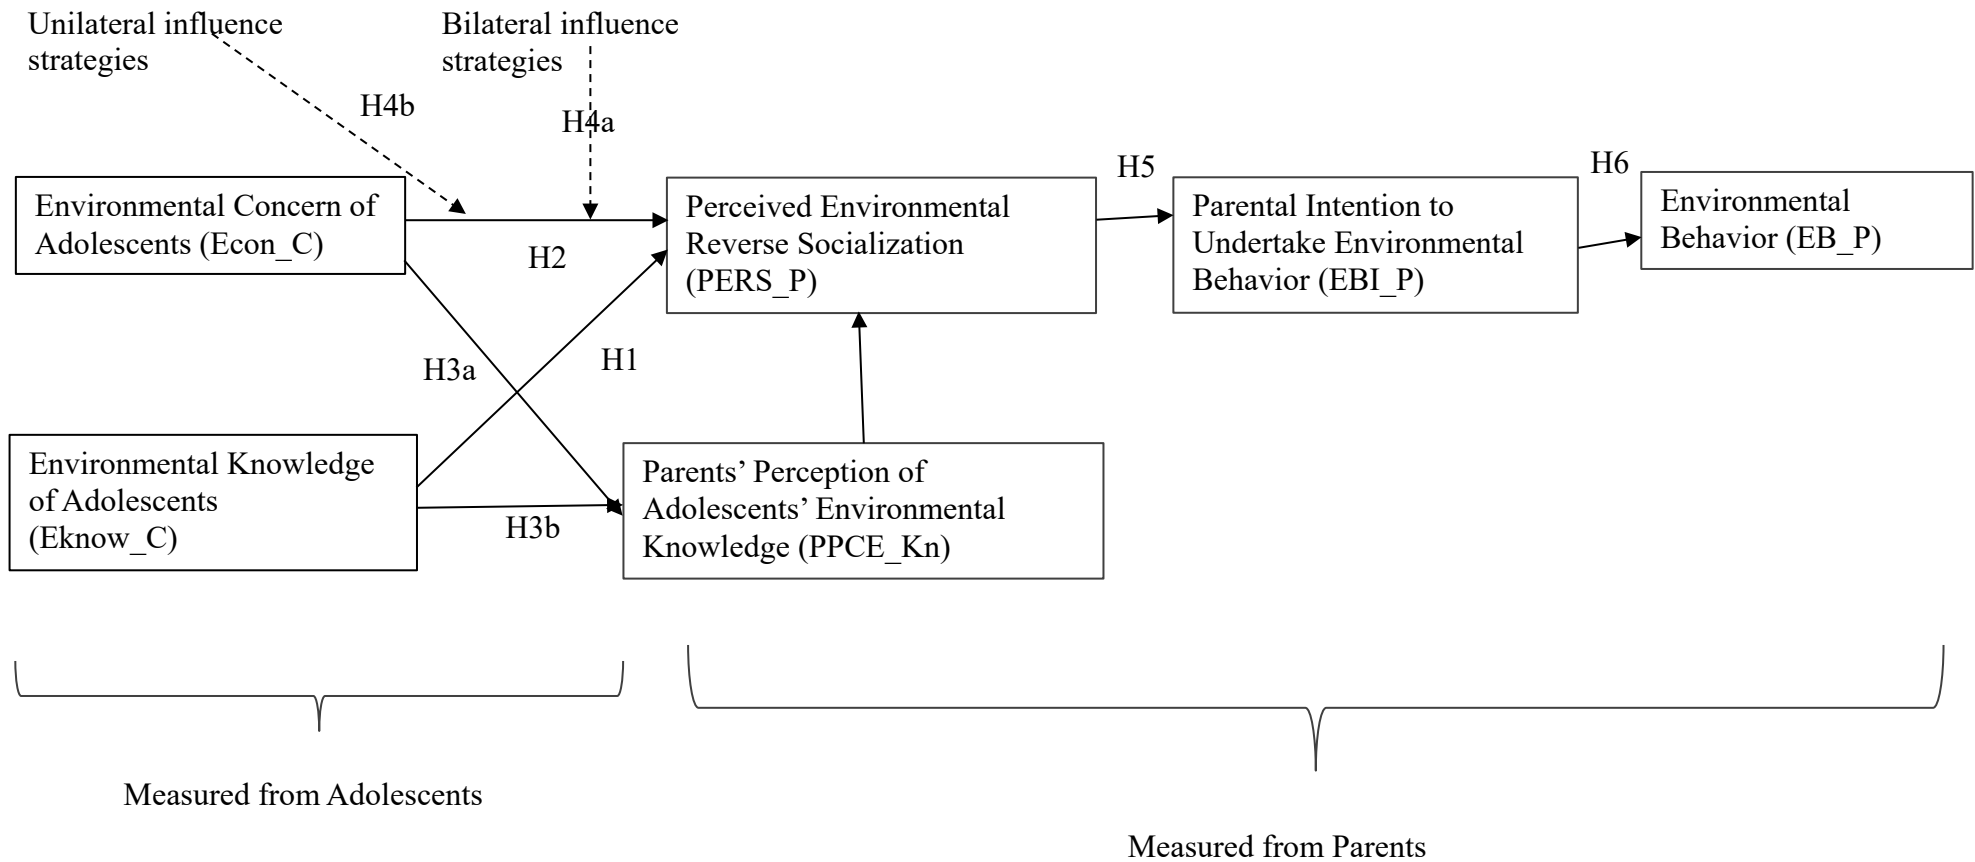 Unilateral influence
strategies
Bilateral influence
strategies
H4b
H4a
H5
H6
Environmental Concern of
Adolescents (Econ_C)
H2
Perceived Environmental
Reverse Socialization
(PERS_P)
Parental Intention to
Undertake Environmental
Behavior (EBI_P)
Environmental
Behavior (EB_P)
H3a
H1
Environmental Knowledge
of Adolescents
(Eknow_C)
H3b
Parents’ Perception of
Adolescents’ Environmental
Knowledge (PPCE_Kn)
Measured from Adolescents
Measured from Parents